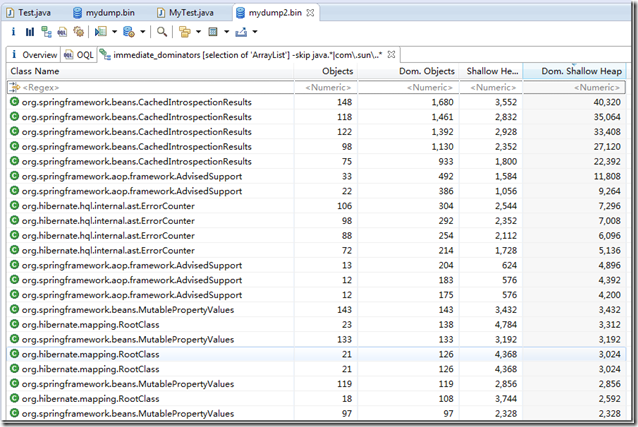 Test.java mydump.bin MyTest.java mydump2.bin
i OQL
Overview OQL immediate_dominators [selection of 'ArrayList'] -skip java.*|com\.sun\..*
Class Name Objects Dom. Objects Shallow He... Dom. Shallow Heap
<Regex> <Numeric> <Numeric> <Numeric> <Numeric>
org.springframework.beans.CachedIntrospectionResults 148 1,680 3,552 40,320
org.springframework.beans.CachedIntrospectionResults 118 1,461 2,832 35,064
org.springframework.beans.CachedIntrospectionResults 122 1,392 2,928 33,408
org.springframework.beans.CachedIntrospectionResults 98 1,130 2,352 27,120
org.springframework.beans.CachedIntrospectionResults 75 933 1,800 22,392
org.springframework.aop.framework.AdvisedSupport 33 492 1,584 11,808
org.springframework.aop.framework.AdvisedSupport 22 386 1,056 9,264
org.hibernate.hql.internal.ast.ErrorCounter 106 304 2,544 7,296
org.hibernate.hql.internal.ast.ErrorCounter 98 292 2,352 7,008
org.hibernate.hql.internal.ast.ErrorCounter 88 254 2,112 6,096
org.hibernate.hql.internal.ast.ErrorCounter 72 214 1,728 5,136
org.springframework.aop.framework.AdvisedSupport 13 204 624 4,896
org.springframework.aop.framework.AdvisedSupport 12 183 576 4,392
org.springframework.aop.framework.AdvisedSupport 12 175 576 4,200
org.springframework.beans.MutablePropertyValues 143 143 3,432 3,432
org.hibernate.mapping.RootClass 23 138 4,784 3,312
org.springframework.beans.MutablePropertyValues 133 133 3,192 3,192
org.hibernate.mapping.RootClass 21 126 4,368 3,024
org.hibernate.mapping.RootClass 21 126 4,368 3,024
org.springframework.beans.MutablePropertyValues 119 119 2,856 2,856
org.hibernate.mapping.RootClass 18 108 3,744 2,592
org.springframework.beans.MutablePropertyValues 97 97 2,328 2,328